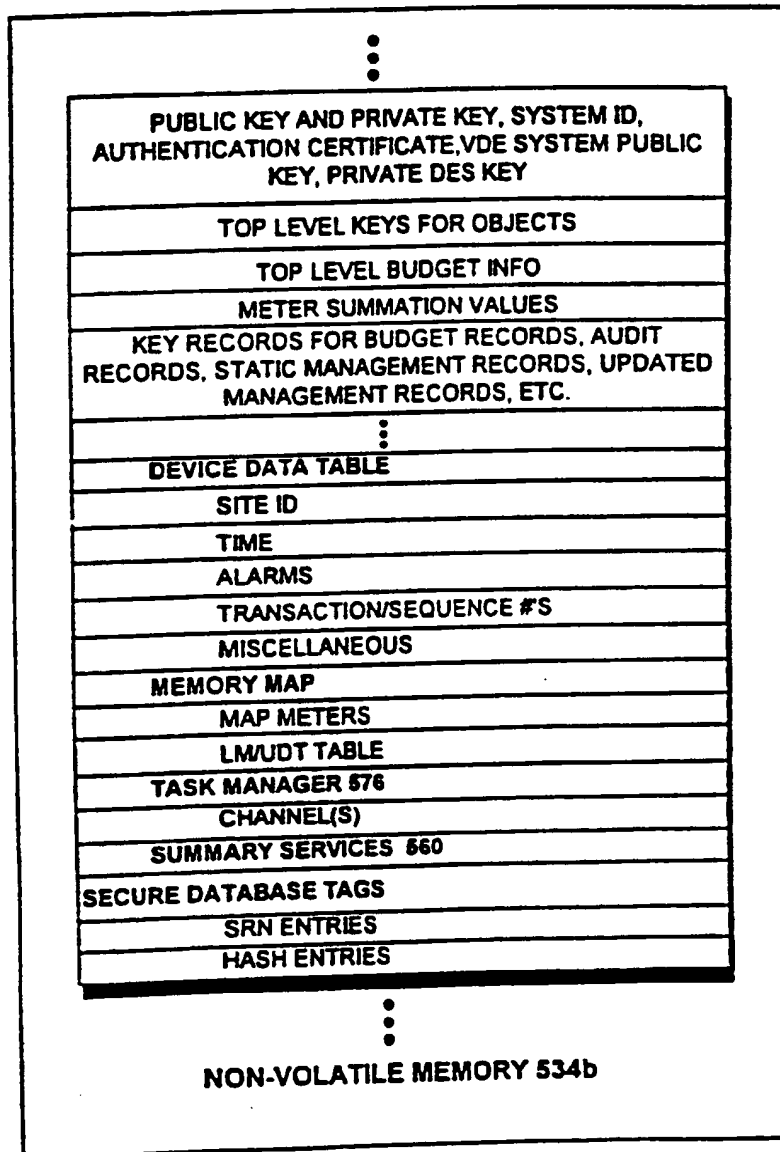 PUBLIC KEY AND PRIVATE KEY, SYSTEM ID,
AUTHENTICATION CERTIFICATE,VDE SYSTEM PUBLIC
KEY, PRIVATE DES KEY
TOP LEVEL KEYS FOR OBJECTS
TOP LEVEL BUDGET INFO
METER SUMMATION VALUES
KEY RECORDS FOR BUDGET RECORDS, AUDIT
RECORDS, STATIC MANAGEMENT RECORDS, UPDATED
MANAGEMENT RECORDS, ETC.
DEVICE DATA TABLE
SITE ID
TIME
ALARMS
TRANSACTION/SEQUENCE #'S
MISCELLANEOUS
MEMORY MAP
MAP METERS
LM/UDT TABLE
TASK MANAGER 576
CHANNEL(S)
SUMMARY SERVICES 560
SECURE DATABASE TAGS
SRN ENTRIES
HASH ENTRIES
NON-VOLATILE MEMORY 534b